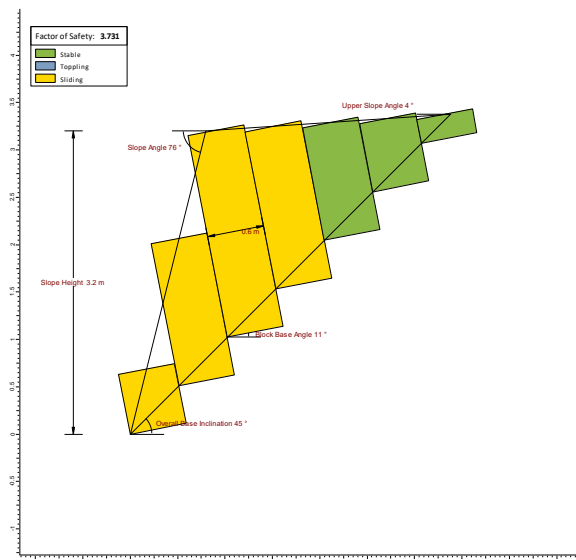 Factor of Safety: 3.731
Stable
Toppling
Sliding
Upper Slope Angle 4 °
Slope Angle 76 °
0.6 m
Slope Height 3.2 m
Block Base Angle 11 °
Overall Base Inclination 45 °
4
3.5
3
2.5
2
1.5
1
0.5
0
-0.5
-1